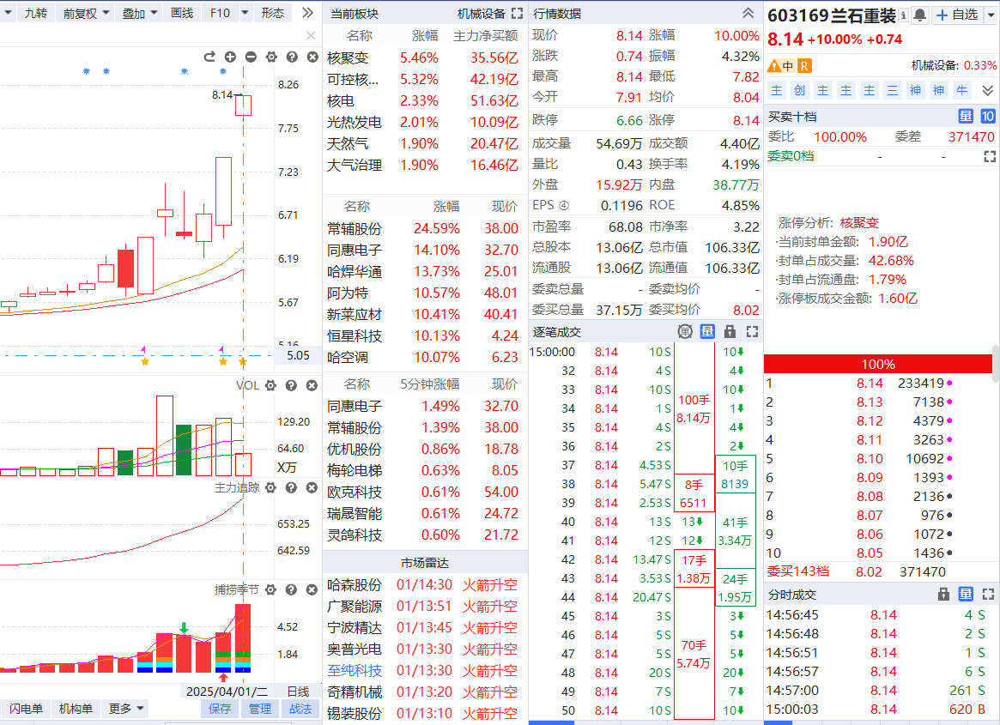 九转 前复权 叠加 画线 F10 形态
8.14
8.26
7.75
7.23
6.71
6.19
5.67
5.16
5.05
VOL
129.20
64.60
X万
主力追踪
653.25
642.59
捕捞季节
4.52
1.84
2025/04/01/二 日线
闪电单 机构单 更多 保存 管理 战法
当前板块 机械设备
名称 涨幅 主力净买额
核聚变 5.46% 35.56亿
可控核... 5.32% 42.19亿
核电 2.33% 51.63亿
光热发电 2.01% 10.09亿
天然气 1.90% 20.47亿
大气治理 1.90% 16.46亿
名称 涨幅 现价
常辅股份 24.59% 38.00
同惠电子 14.10% 32.70
哈焊华通 13.73% 25.01
阿为特 10.57% 48.01
新莱应材 10.41% 40.41
恒星科技 10.13% 4.24
哈空调 10.07% 6.23
名称 5分钟涨幅 现价
同惠电子 1.49% 32.70
常辅股份 1.39% 38.00
优机股份 0.86% 18.78
梅轮电梯 0.63% 8.05
欧克科技 0.61% 54.00
瑞晟智能 0.61% 24.72
灵鸽科技 0.60% 21.72
市场雷达
哈森股份 01/14:30 火箭升空
广聚能源 01/13:51 火箭升空
宁波精达 01/13:45 火箭升空
奥普光电 01/13:30 火箭升空
至纯科技 01/13:30 火箭升空
奇精机械 01/13:20 火箭升空
锡装股份 01/13:10 火箭升空
行情数据
现价 8.14 涨幅 10.00%
涨跌 0.74 振幅 4.32%
最高 8.14 最低 7.82
今开 7.91 均价 8.04
跌停 6.66 涨停 8.14
成交量 54.69万 成交额 4.40亿
量比 0.43 换手率 4.19%
外盘 15.92万 内盘 38.77万
EPS ④ 0.1196 ROE 4.85%
市盈率 68.08 市净率 3.22
总股本 13.06亿 总市值 106.33亿
流通股 13.06亿 流通值 106.33亿
委卖总量 - 委卖均价 -
委买总量 37.15万 委买均价 8.02
逐笔成交 单 量
15:00:00 8.14 10 S 10
32 8.14 4 S 4
33 8.14 10 S 10
34 8.14 1 S 1
35 8.14 4 S 4
36 8.14 2 S 2
37 8.14 4.53 S
38 8.14 5.47 S
39 8.14 2.53 S
40 8.14 13 S 13
41 8.14 12 S 12
42 8.14 13.47 S
43 8.14 3.53 S
44 8.14 20.47 S
45 8.14 3 S 3
46 8.14 5 S 5
47 8.14 5 S 5
48 8.14 20 S 20
49 8.14 7 S 7
50 8.14 10 S 10
100手
8.14万
8手
6511
17手
1.38万
70手
5.74万
10手
8139
41手
3.34万
24手
1.95万
603169 兰石重装 自选
8.14 +10.00% +0.74
中 R 机械设备: 0.33%
主 创 主 主 主 三 神 神 牛
买卖十档 量 10
委比 100.00% 委差 371470
委卖0档 - -
涨停分析: 核聚变
·当前封单金额: 1.90亿
·封单占成交量: 42.68%
·封单占流通盘: 1.79%
·涨停板成交金额: 1.60亿
100%
1 8.14 233419
2 8.13 7138
3 8.12 4379
4 8.11 3263
5 8.10 10692
6 8.09 1393
7 8.08 2136
8 8.07 976
9 8.06 1072
10 8.05 1436
委买143档 8.02 371470
分时成交 量
14:56:45 8.14 4 S
14:56:48 8.14 2 S
14:56:51 8.14 1 S
14:56:57 8.14 6 S
14:57:00 8.14 261 S
15:00:03 8.14 620 B